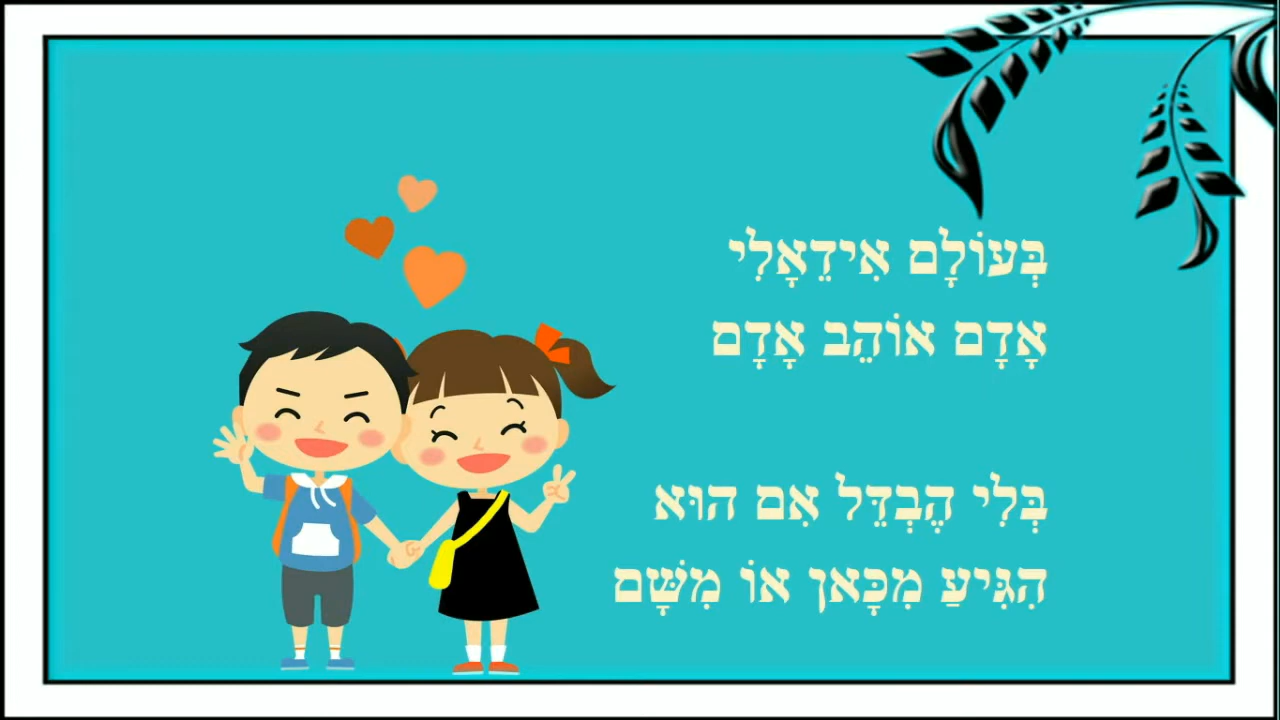 בְּעוֹלָם אִידֵאָלִי
אָדָם אוֹהֵב אָדָם
בְּלִי הֶבְדֵּל אִם הוּא
הִגִּיעַ מִכָּאן אוֹ מִשָּׁם